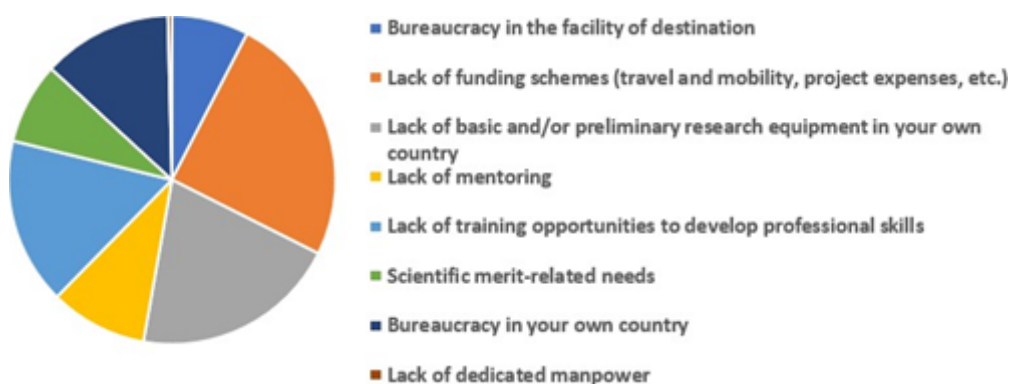 Bureaucracy in the facility of destination
Lack of funding schemes (travel and mobility, project expenses, etc.)
Lack of basic and/or preliminary research equipment in your own
country
Lack of mentoring
Lack of training opportunities to develop professional skills
Scientific merit-related needs
Bureaucracy in your own country
Lack of dedicated manpower